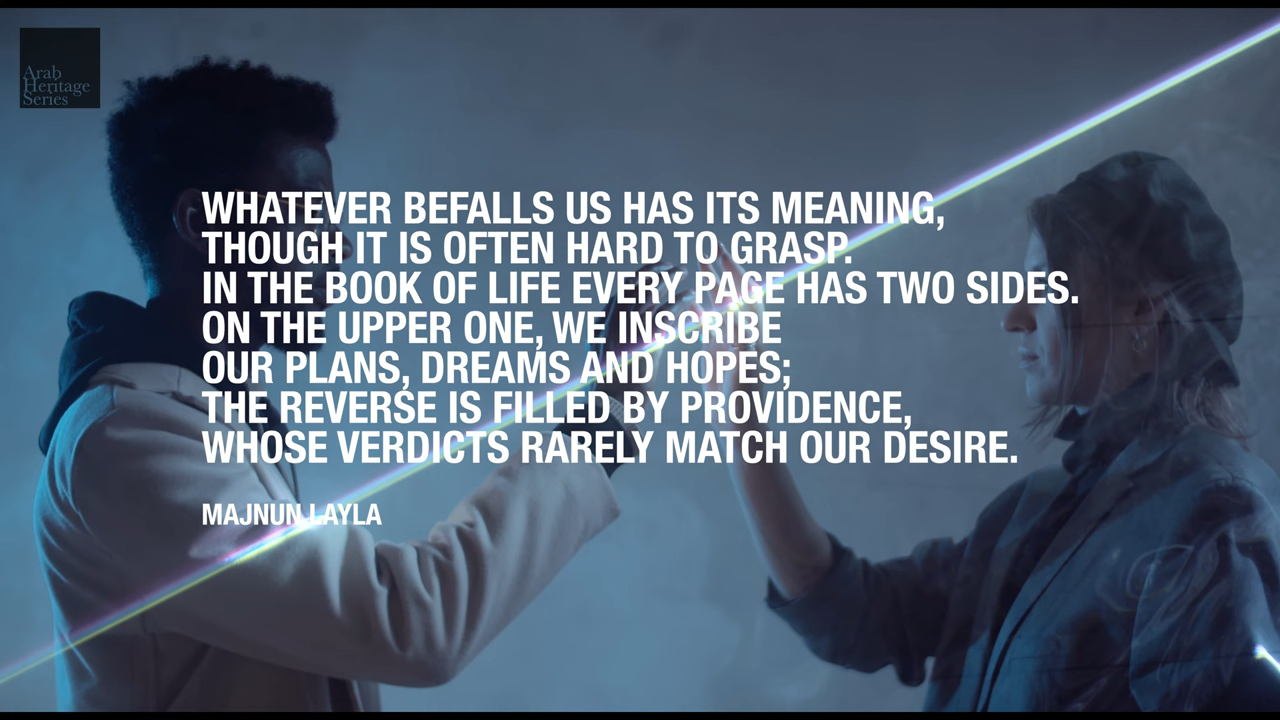 Arab
Heritage
Series
WHATEVER BEFALLS US HAS ITS MEANING,
THOUGH IT IS OFTEN HARD TO GRASP.
IN THE BOOK OF LIFE EVERY PAGE HAS TWO SIDES.
ON THE UPPER ONE, WE INSCRIBE
OUR PLANS, DREAMS AND HOPES;
THE REVERSE IS FILLED BY PROVIDENCE,
WHOSE VERDICTS RARELY MATCH OUR DESIRE.
MAJNUN LAYLA